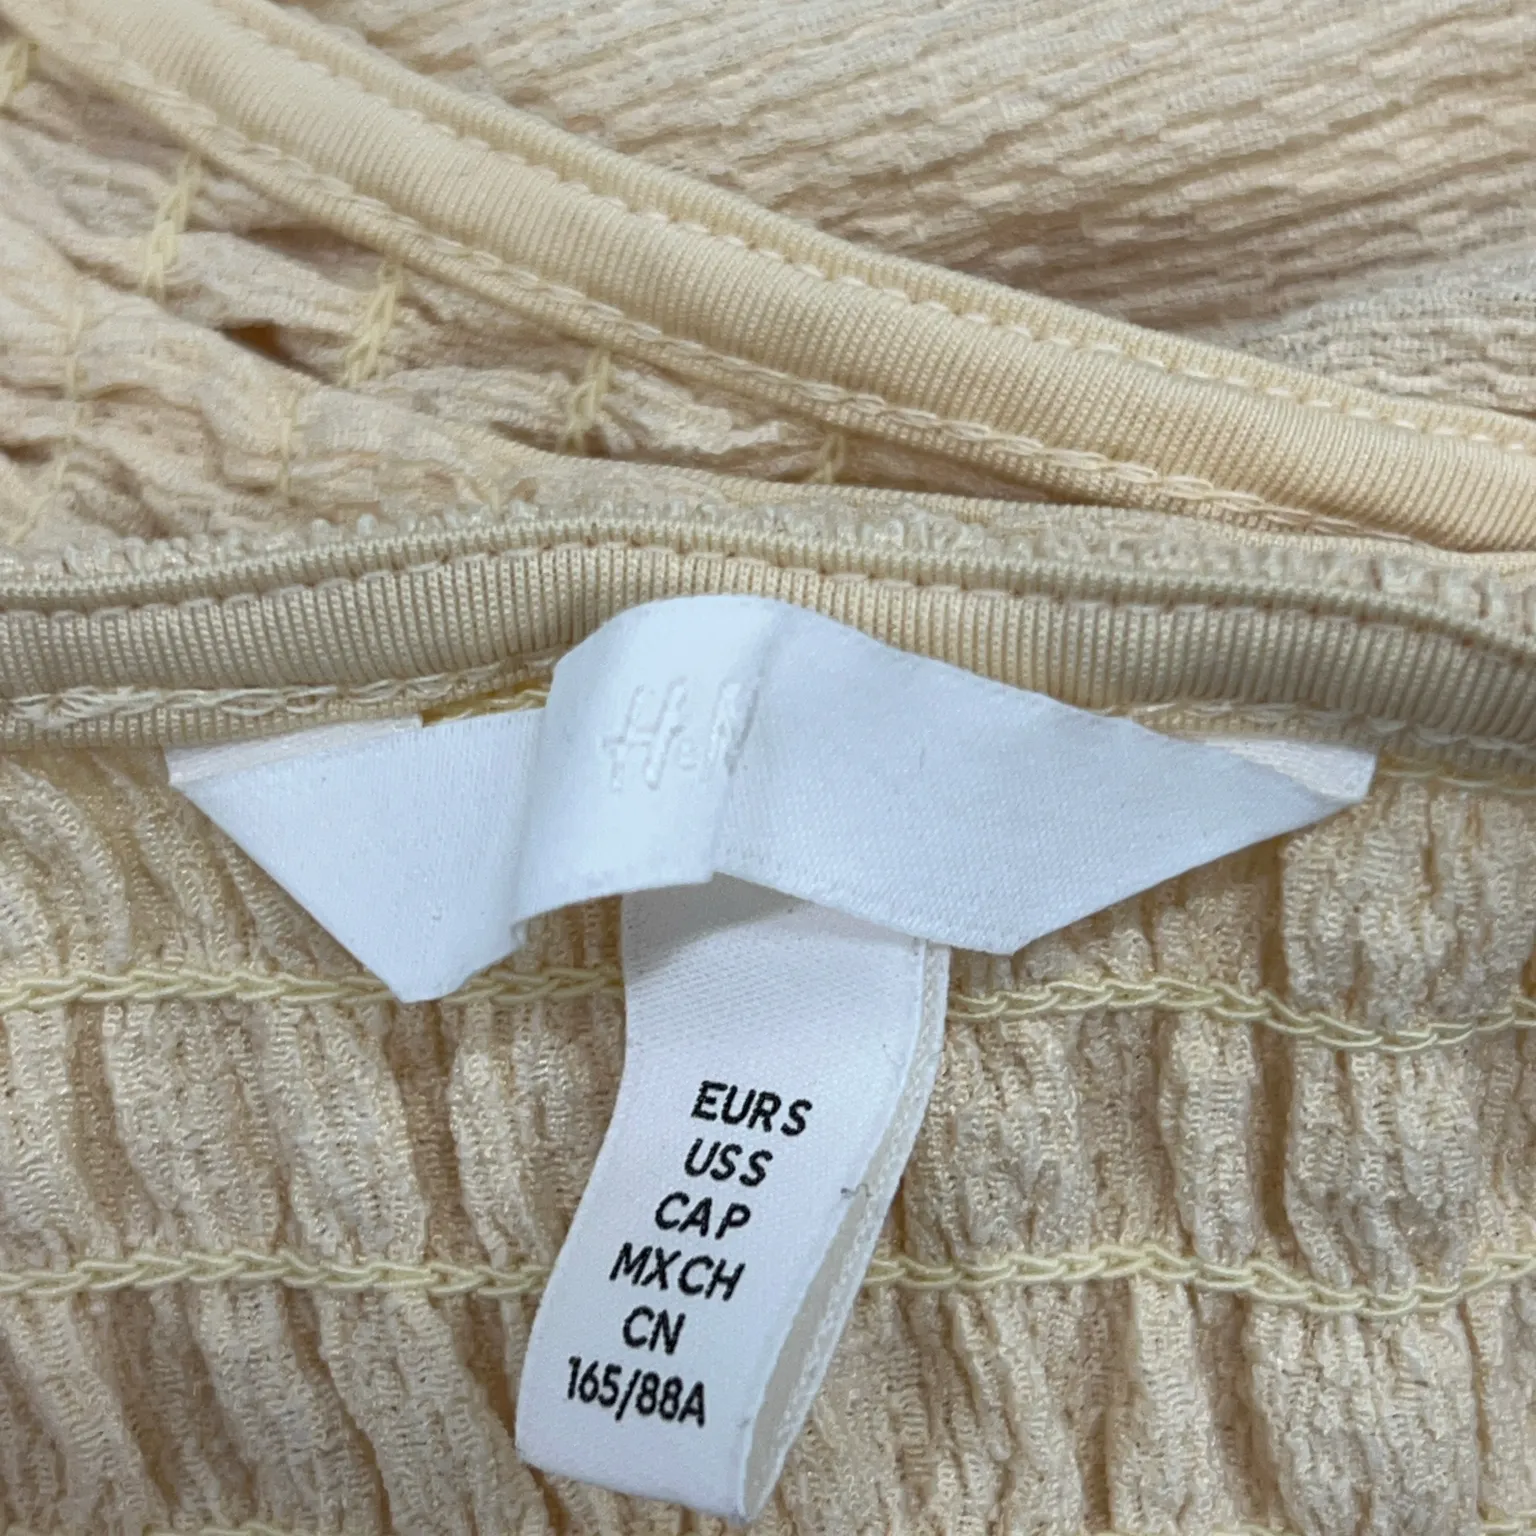 H&M
EUR S
US S
CA P
MX CH
CN
165/88A